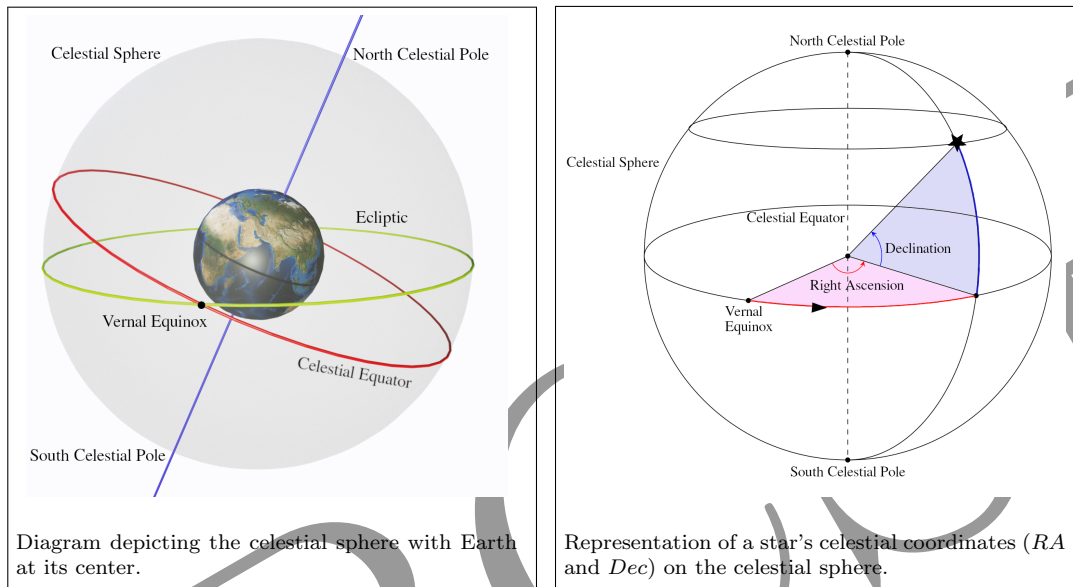 Celestial Sphere
North Celestial Pole
Ecliptic
Vernal Equinox
Celestial Equator
South Celestial Pole
Diagram depicting the celestial sphere with Earth
at its center.
North Celestial Pole
Celestial Sphere
Celestial Equator
Declination
Right Ascension
Vernal
Equinox
South Celestial Pole
Representation of a star's celestial coordinates (RA
and Dec) on the celestial sphere.